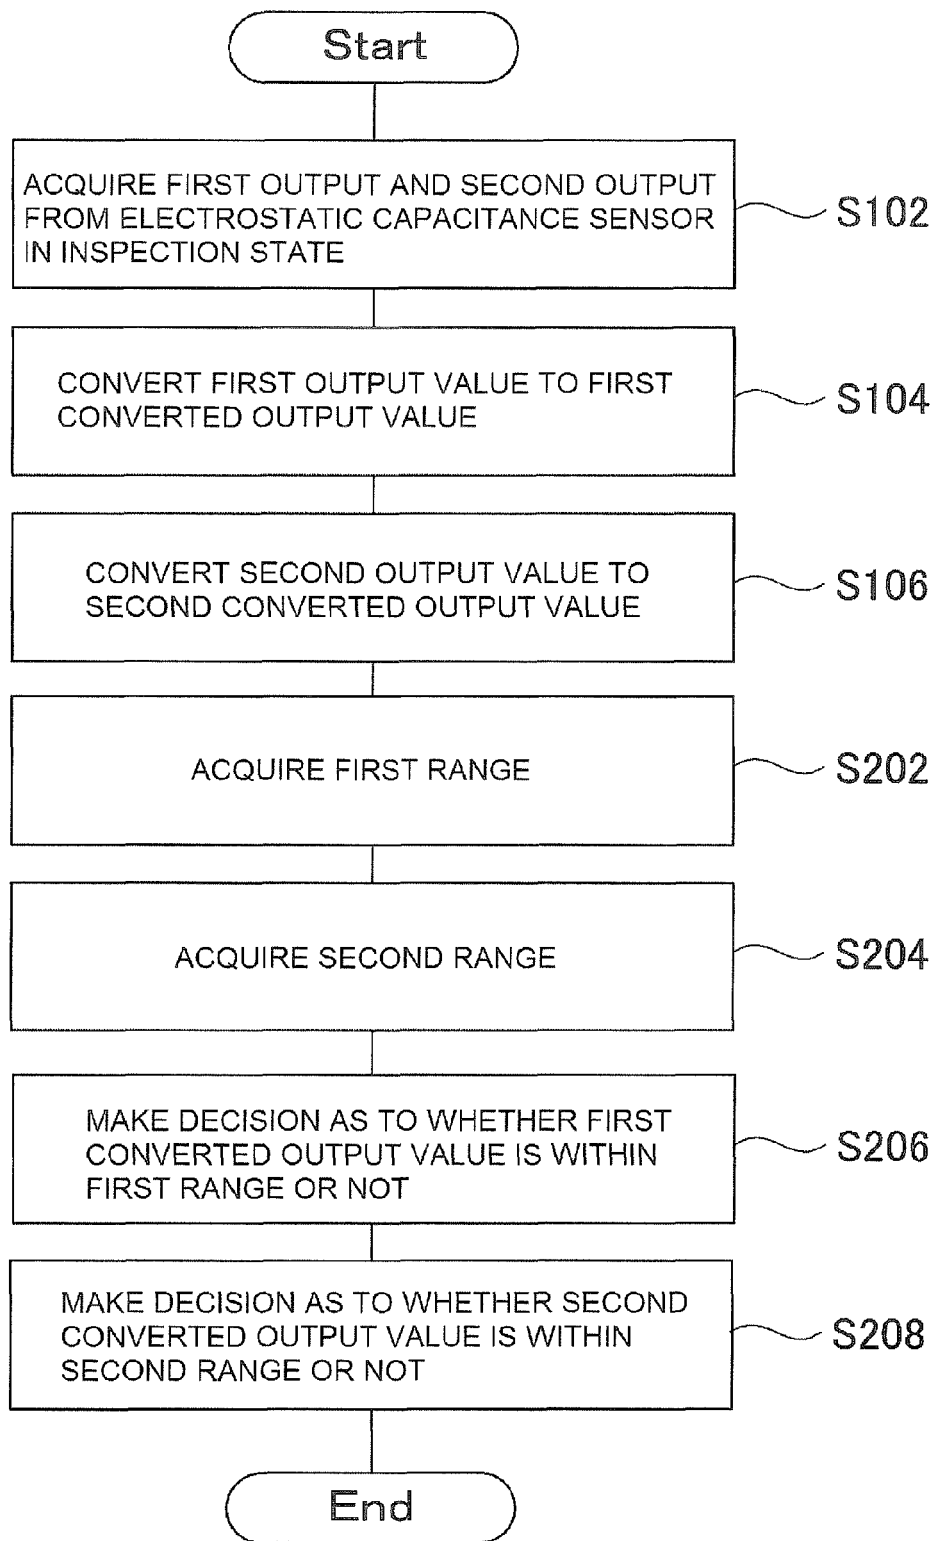 Start
ACQUIRE FIRST OUTPUT AND SECOND OUTPUT
FROM ELECTROSTATIC CAPACITANCE SENSOR
IN INSPECTION STATE
S102
CONVERT FIRST OUTPUT VALUE TO FIRST
CONVERTED OUTPUT VALUE
S104
CONVERT SECOND OUTPUT VALUE TO
SECOND CONVERTED OUTPUT VALUE
S106
ACQUIRE FIRST RANGE
S202
ACQUIRE SECOND RANGE
S204
MAKE DECISION AS TO WHETHER FIRST
CONVERTED OUTPUT VALUE IS WITHIN
FIRST RANGE OR NOT
S206
MAKE DECISION AS TO WHETHER SECOND
CONVERTED OUTPUT VALUE IS WITHIN
SECOND RANGE OR NOT
S208
End